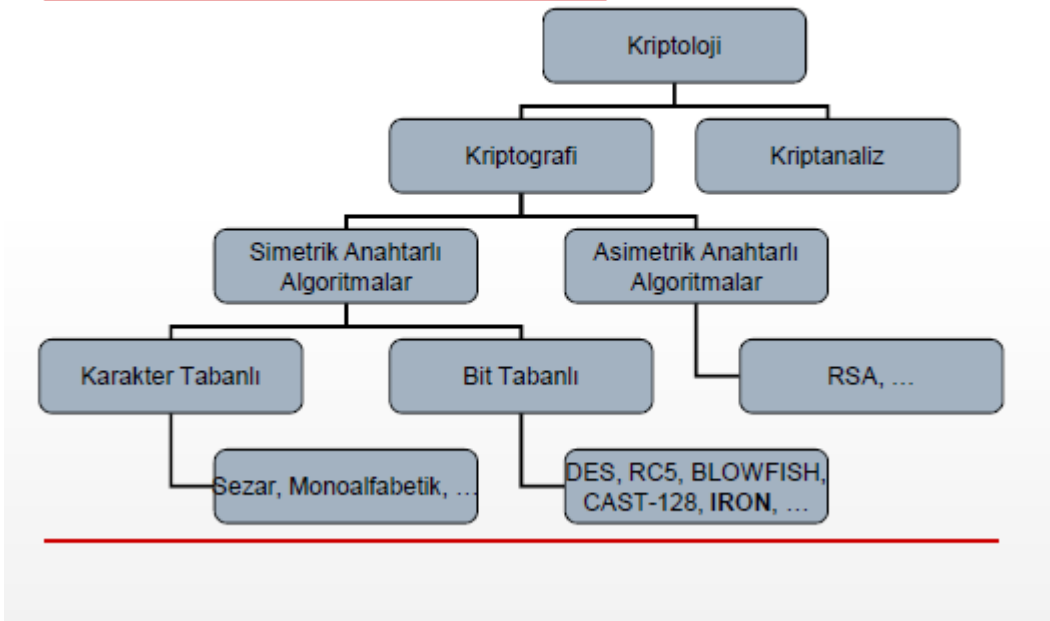 Kriptoloji
Kriptografi
Kriptanaliz
Simetrik Anahtarlı
Algoritmalar
Asimetrik Anahtarlı
Algoritmalar
Karakter Tabanlı
Bit Tabanlı
RSA, …
Sezar, Monoalfabetik, …
DES, RC5, BLOWFISH,
CAST-128, IRON, …